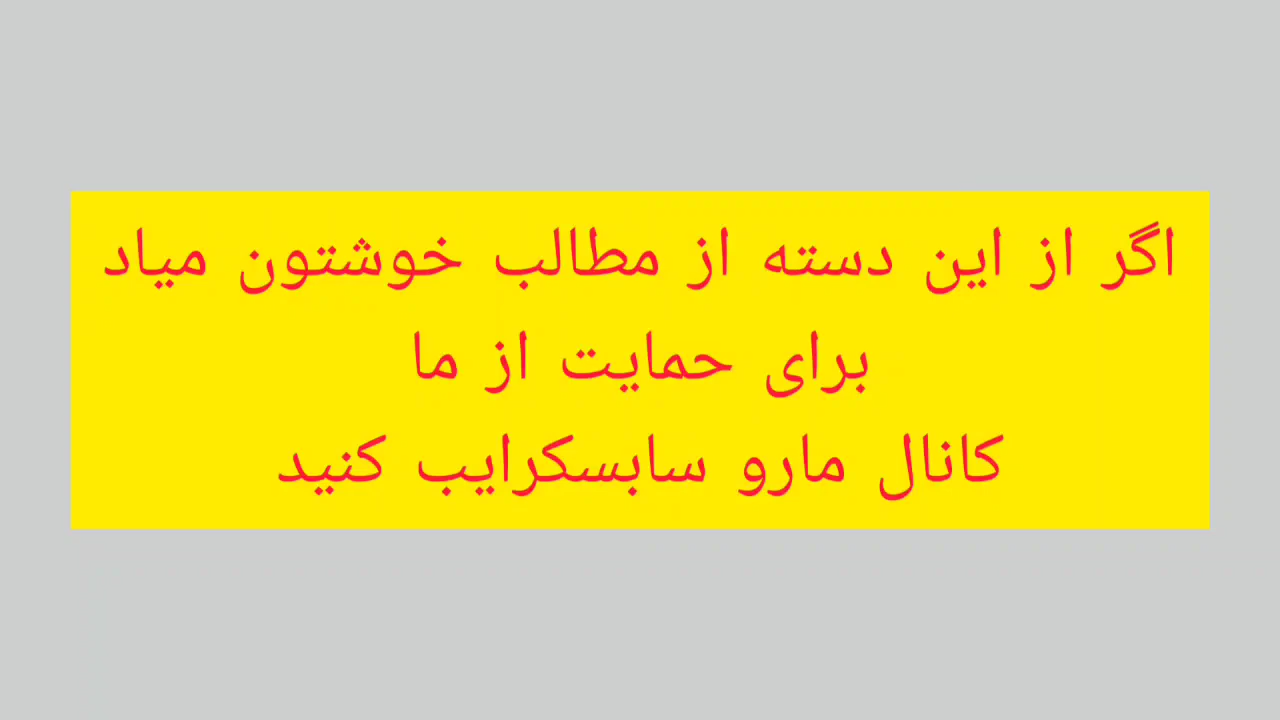 اگر از این دسته از مطالب خوشتون میاد
برای حمایت از ما
کانال مارو سابسکرایب کنید